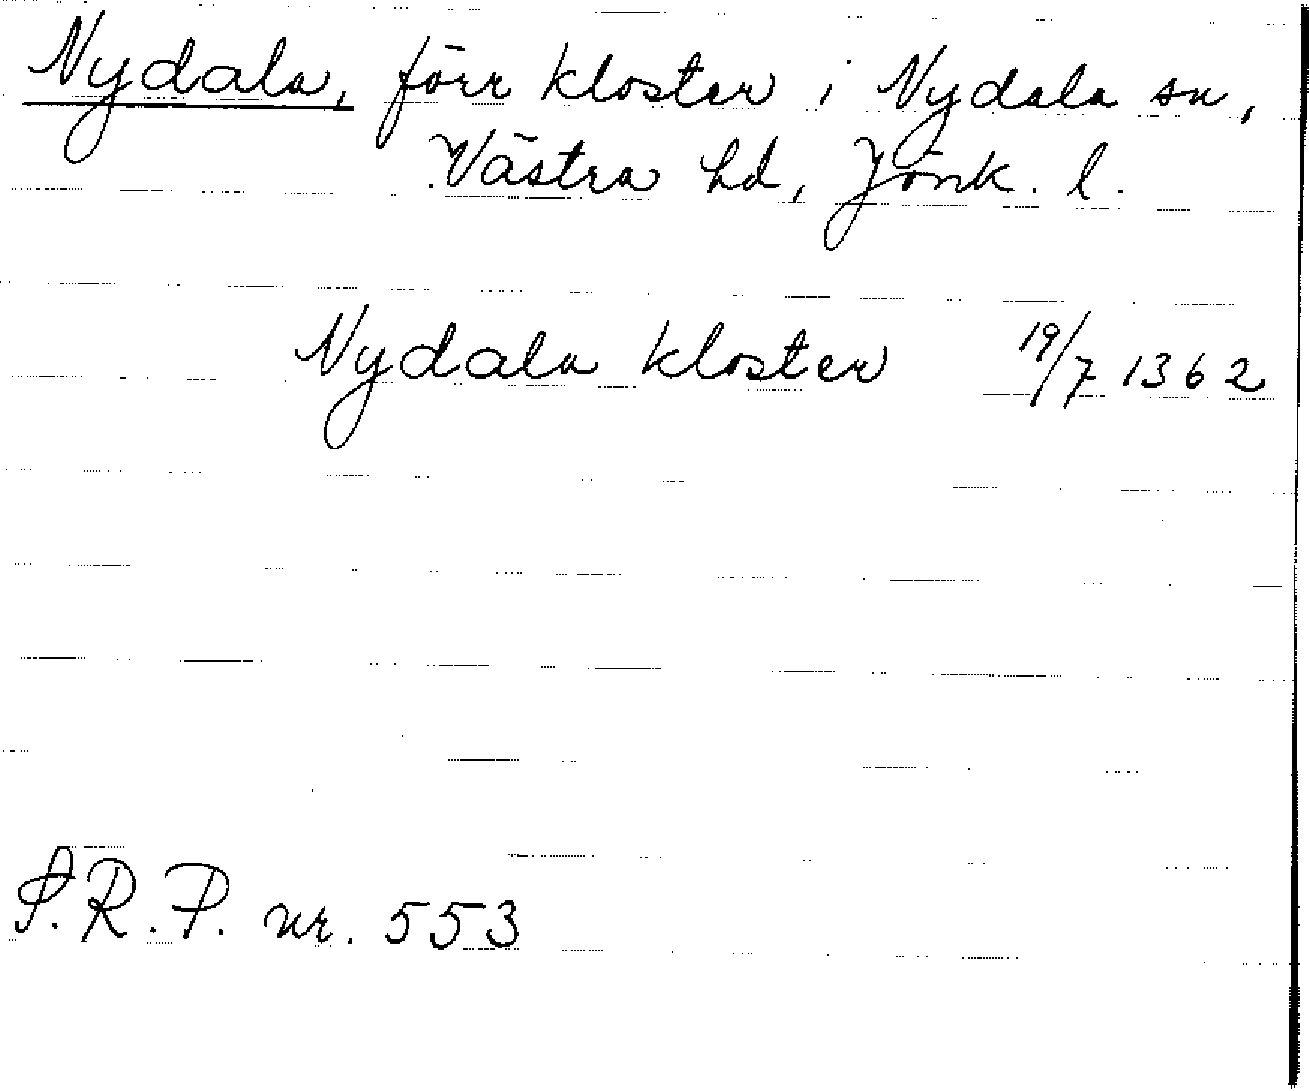 Nydala, förr kloster i Nydala sn,
Västra hd, Jönk. l.
Nydala kloster 19/7 1362
S.R.P. nr. 553